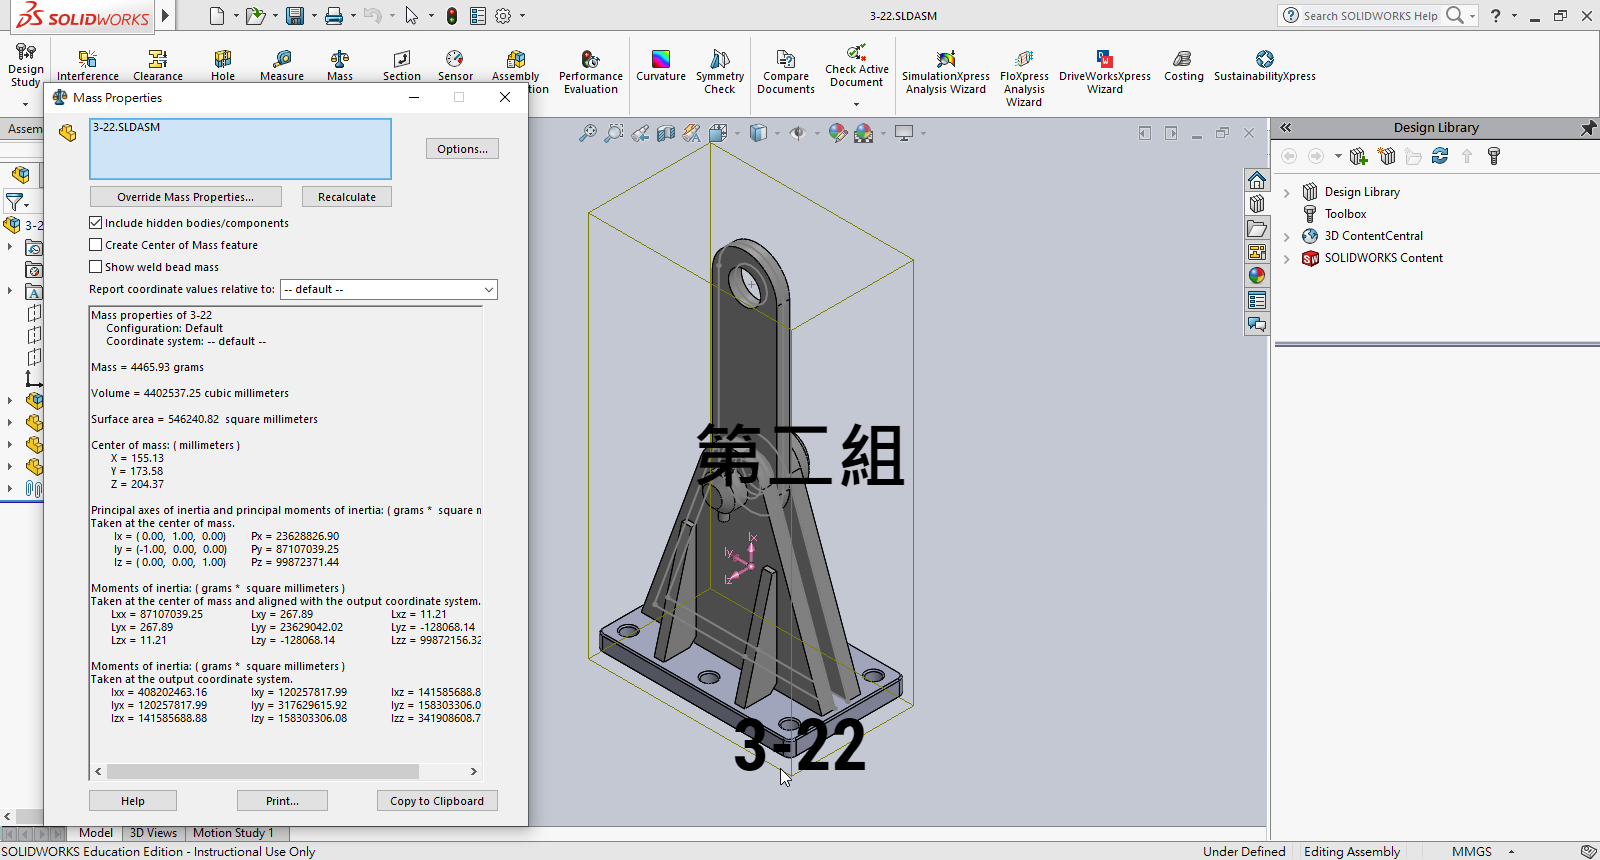 SOLIDWORKS
3-22.SLDASM
Search SOLIDWORKS Help
Design Study
Interference
Clearance
Hole
Measure
Mass
Section
Sensor
Assembly
tion
Performance Evaluation
Curvature
Symmetry Check
Compare Documents
Check Active Document
SimulationXpress Analysis Wizard
FloXpress Analysis Wizard
DriveWorksXpress Wizard
Costing
SustainabilityXpress
Assem
3-2
Mass Properties
3-22.SLDASM
Options...
Override Mass Properties...
Recalculate
Include hidden bodies/components
Create Center of Mass feature
Show weld bead mass
Report coordinate values relative to: -- default --
Mass properties of 3-22
Configuration: Default
Coordinate system: -- default --
Mass = 4465.93 grams
Volume = 4402537.25 cubic millimeters
Surface area = 546240.82 square millimeters
Center of mass: ( millimeters )
X = 155.13
Y = 173.58
Z = 204.37
Principal axes of inertia and principal moments of inertia: ( grams * square m
Taken at the center of mass.
Ix = ( 0.00, 1.00, 0.00) Px = 23628826.90
Iy = (-1.00, 0.00, 0.00) Py = 87107039.25
Iz = ( 0.00, 0.00, 1.00) Pz = 99872371.44
Moments of inertia: ( grams * square millimeters )
Taken at the center of mass and aligned with the output coordinate system.
Lxx = 87107039.25 Lxy = 267.89 Lxz = 11.21
Lyx = 267.89 Lyy = 23629042.02 Lyz = -128068.14
Lzx = 11.21 Lzy = -128068.14 Lzz = 99872156.32
Moments of inertia: ( grams * square millimeters )
Taken at the output coordinate system.
Ixx = 408202463.16 Ixy = 120257817.99 Ixz = 141585688.8
Iyx = 120257817.99 Iyy = 317629615.92 Iyz = 158303306.0
Izx = 141585688.88 Izy = 158303306.08 Izz = 341908608.7
Help
Print...
Copy to Clipboard
第二組
Ix
Iy
Iz
3-22
Design Library
Design Library
Toolbox
3D ContentCentral
SOLIDWORKS Content
Model
3D Views
Motion Study 1
SOLIDWORKS Education Edition - Instructional Use Only
Under Defined
Editing Assembly
MMGS